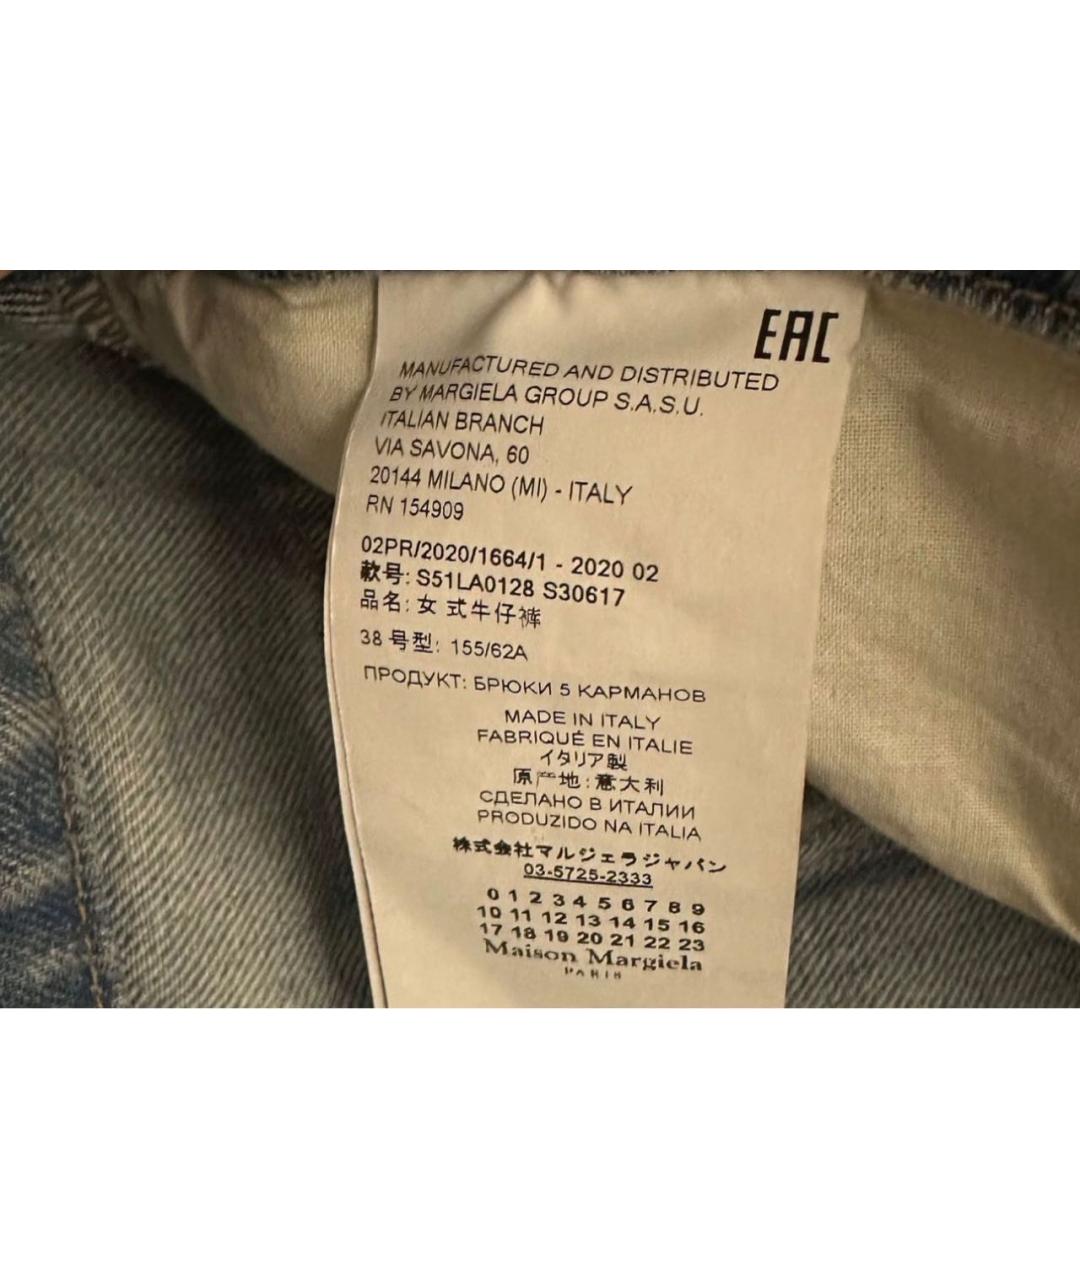 EAC
MANUFACTURED AND DISTRIBUTED
BY MARGIELA GROUP S.A.S.U.
ITALIAN BRANCH
VIA SAVONA, 60
20144 MILANO (MI) - ITALY
RN 154909
02PR/2020/1664/1 - 2020 02
款号: S51LA0128 S30617
品名: 女 式牛仔裤
38 号型: 155/62A
ПРОДУКТ: БРЮКИ 5 КАРМАНОВ
MADE IN ITALY
FABRIQUÉ EN ITALIE
イタリア製
原产地: 意大利
СДЕЛАНО В ИТАЛИИ
PRODUZIDO NA ITALIA
株式会社マルジェラジャパン
03-5725-2333
0 1 2 3 4 5 6 7 8 9
10 11 12 13 14 15 16
17 18 19 20 21 22 23
Maison Margiela
PARIS